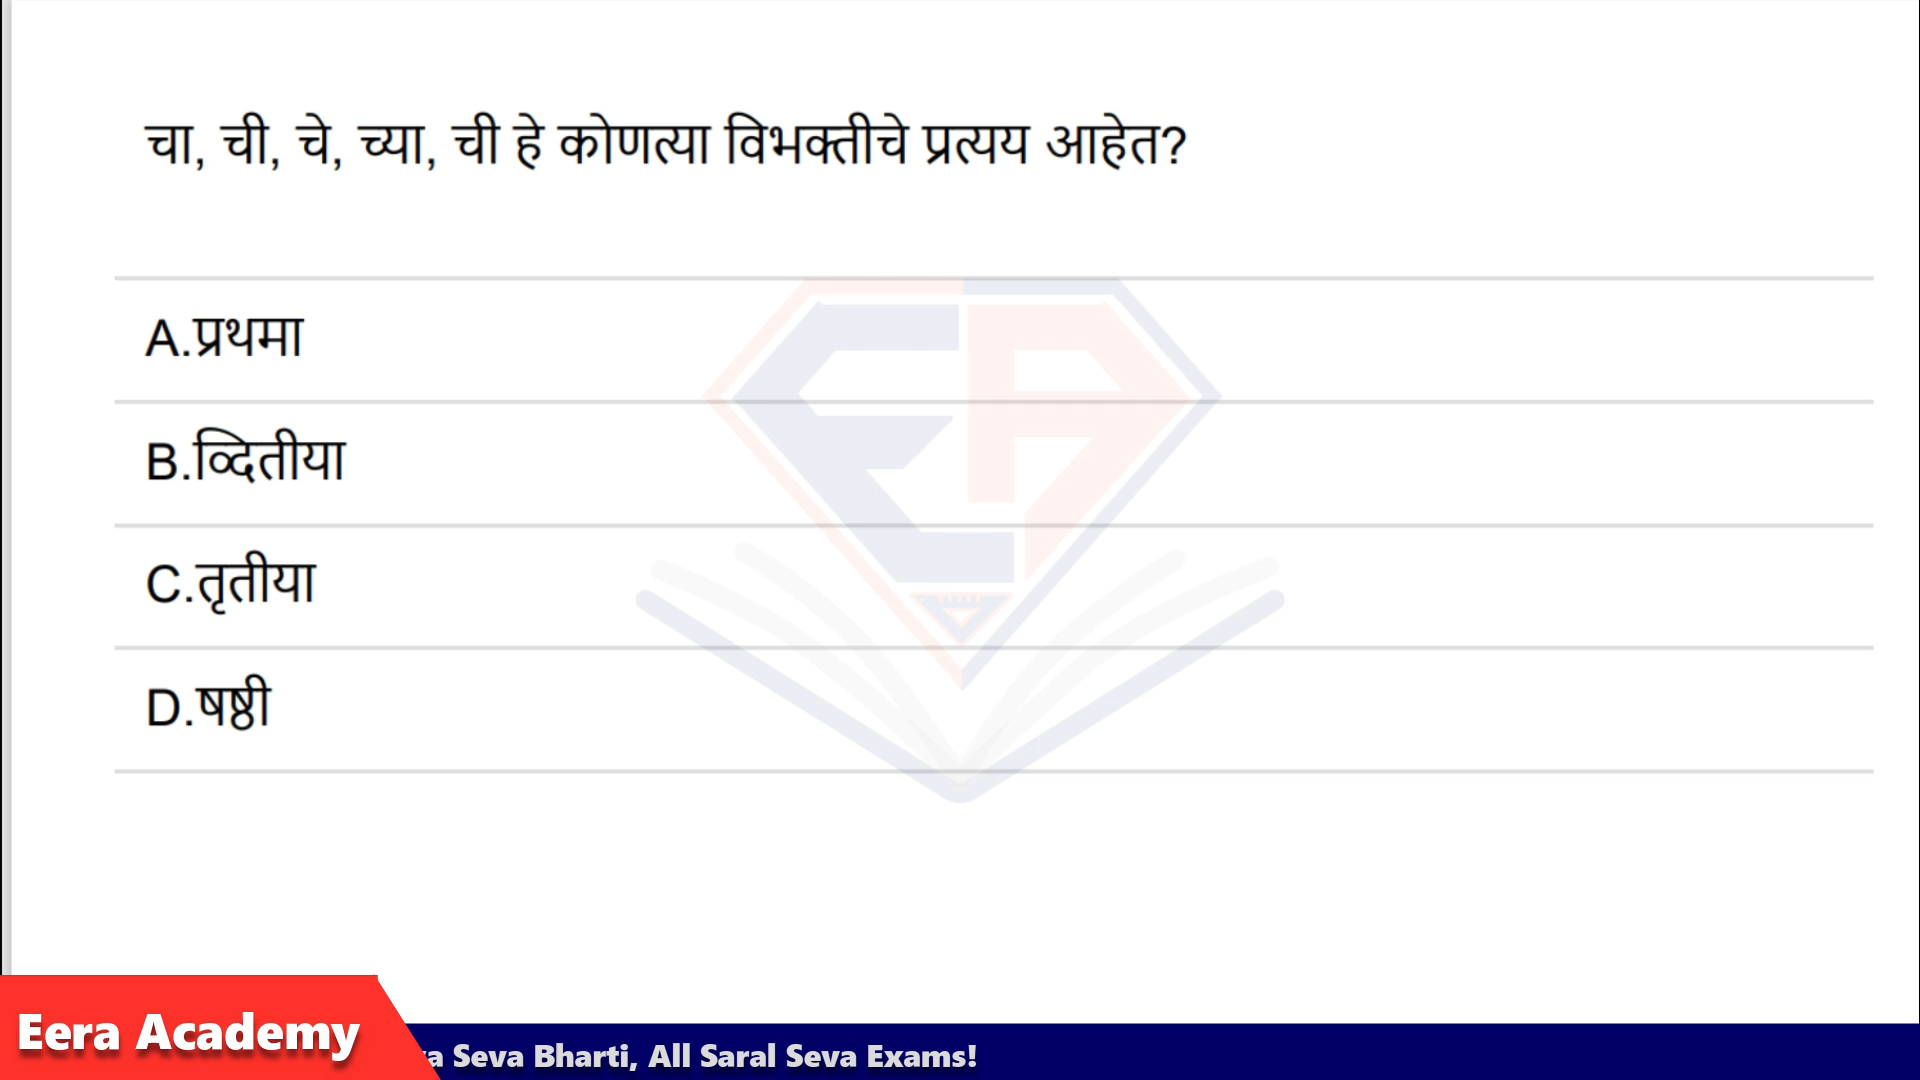 चा, ची, चे, च्या, ची हे कोणत्या विभक्तीचे प्रत्यय आहेत?
A.प्रथमा
B.व्दितीया
C.तृतीया
D.षष्ठी
Eera Academy
Seva Bharti, All Saral Seva Exams!